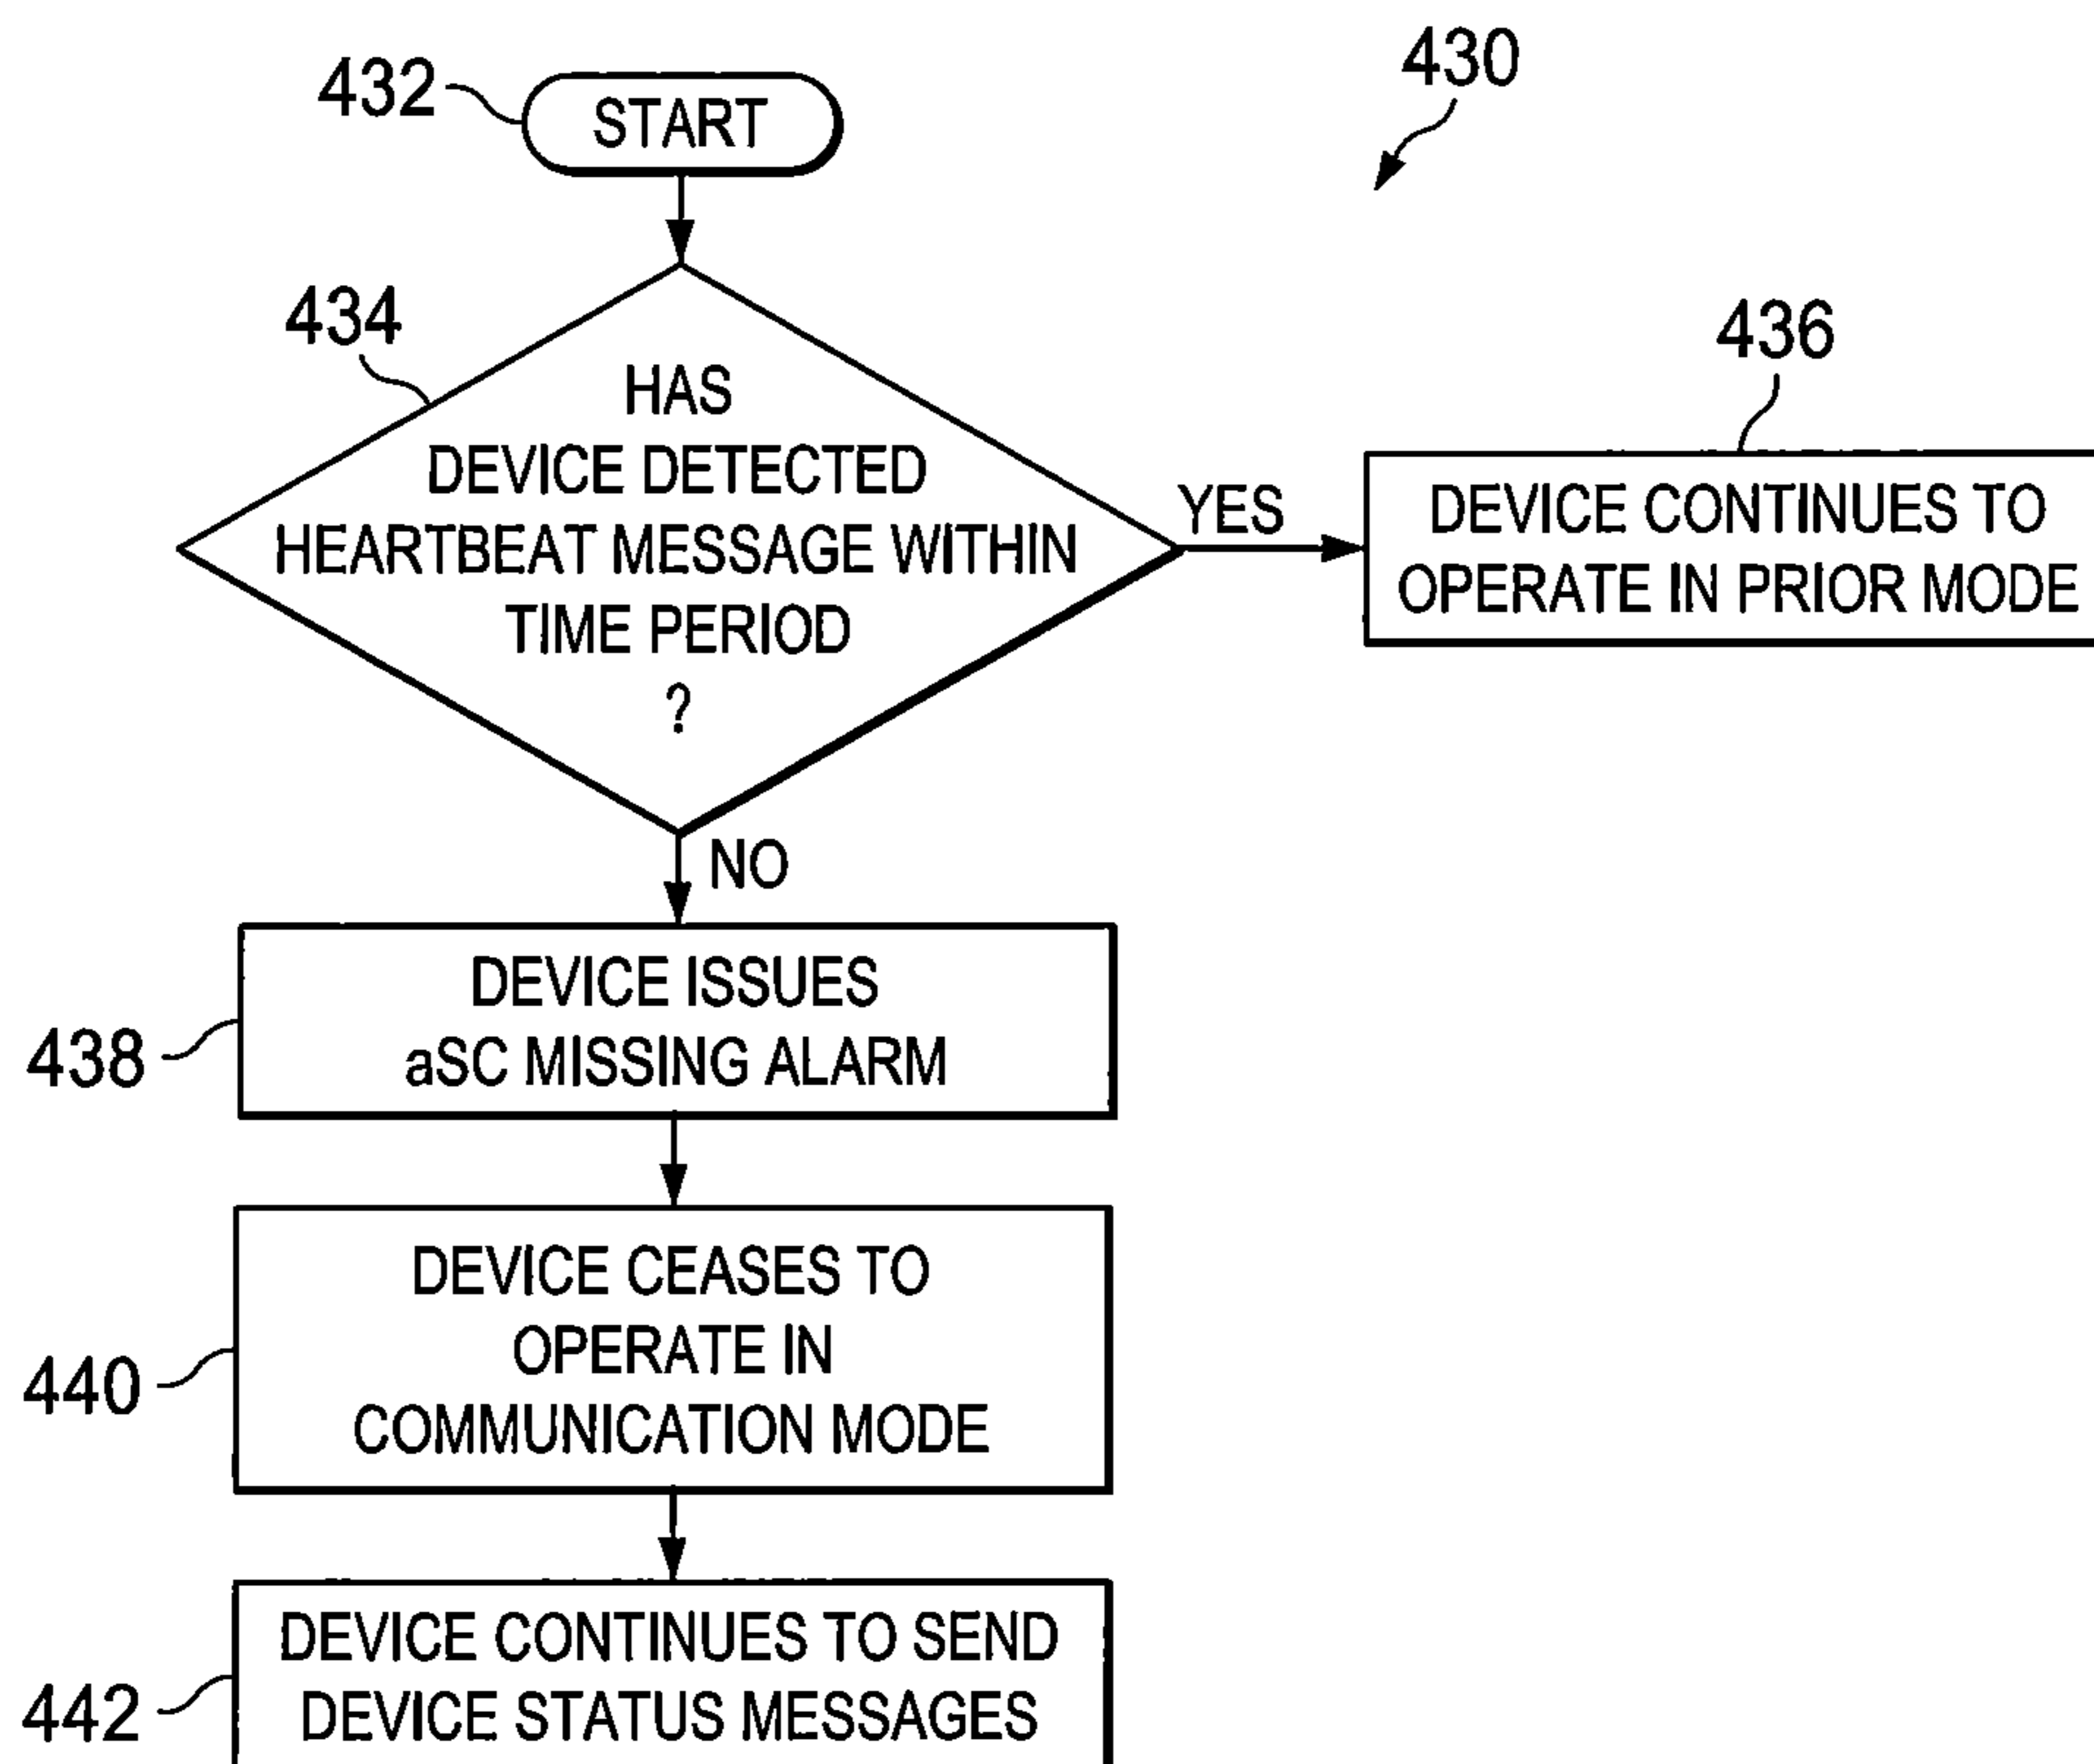 430
432
START
434
HAS
DEVICE DETECTED
HEARTBEAT MESSAGE WITHIN
TIME PERIOD
?
YES
436
DEVICE CONTINUES TO
OPERATE IN PRIOR MODE
NO
438
DEVICE ISSUES
aSC MISSING ALARM
440
DEVICE CEASES TO
OPERATE IN
COMMUNICATION MODE
442
DEVICE CONTINUES TO SEND
DEVICE STATUS MESSAGES